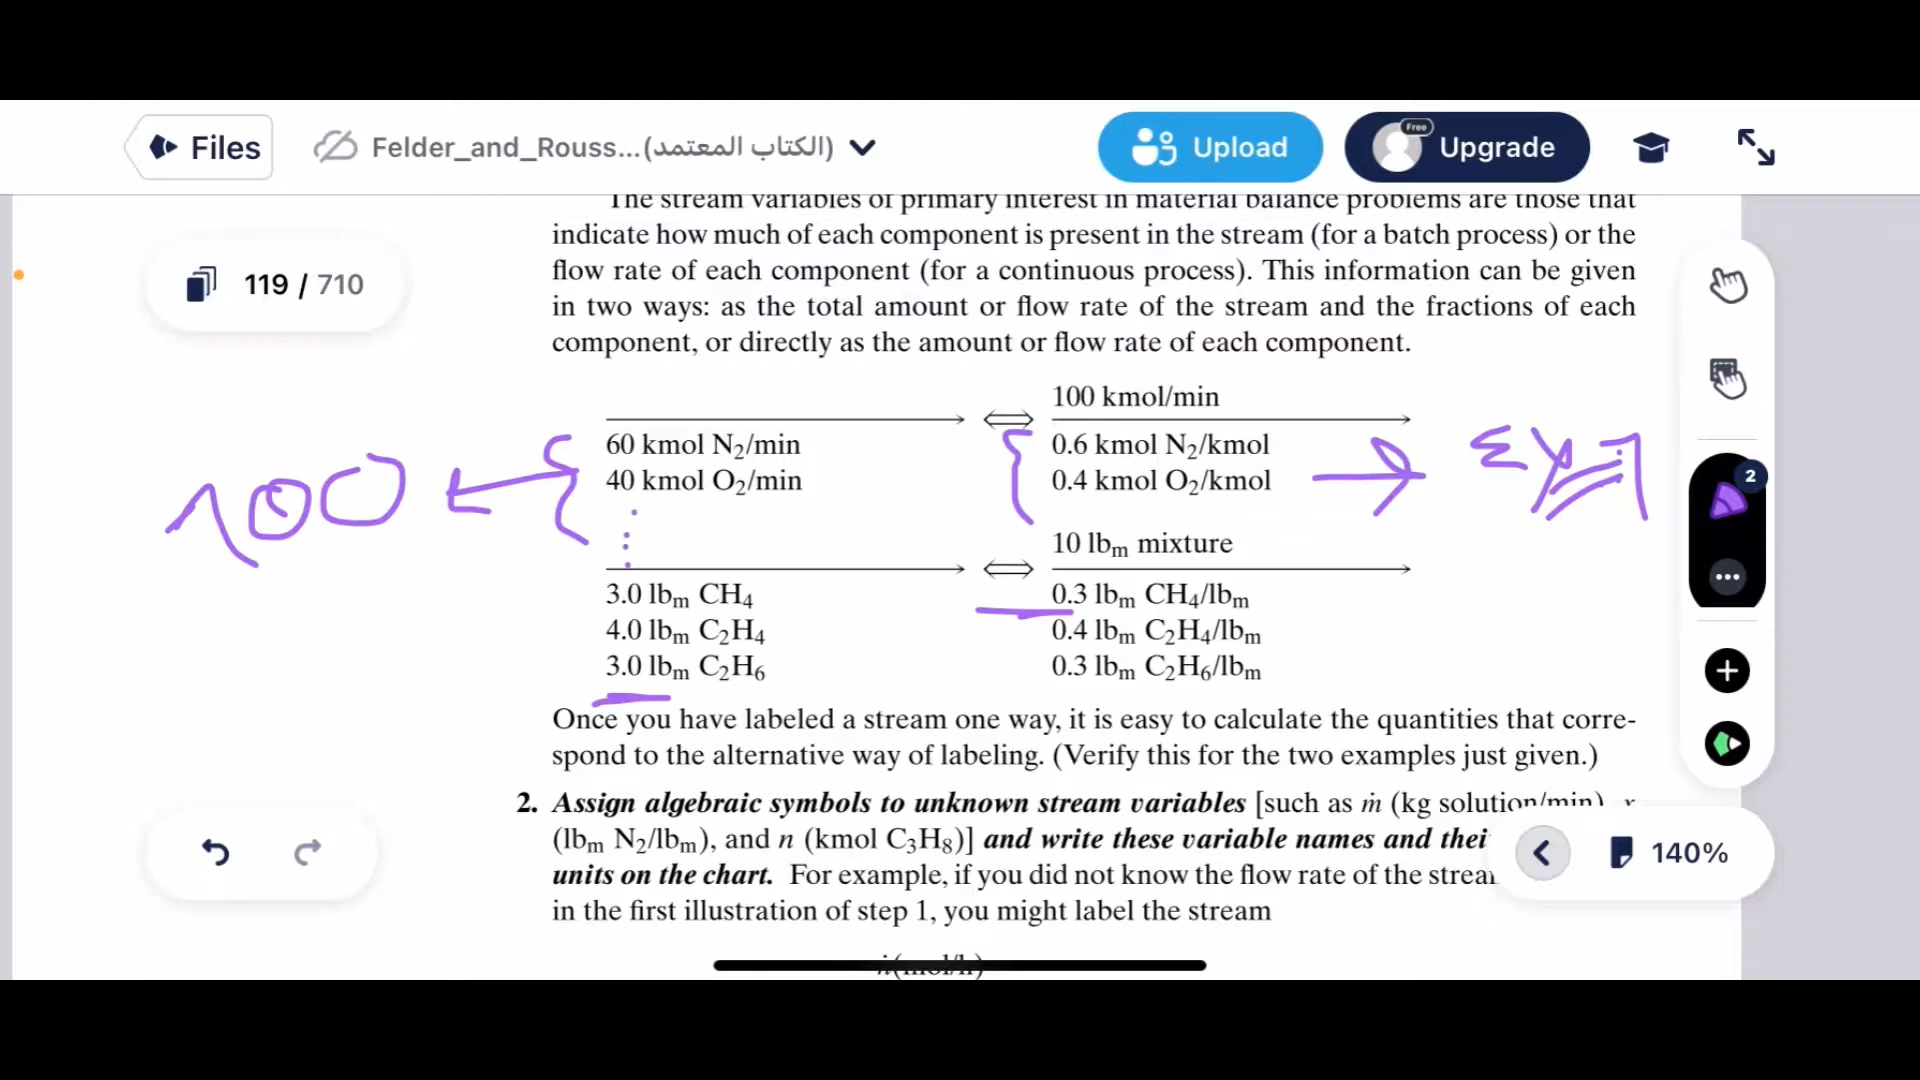 Files
Felder_and_Rouss...(الكتاب المعتمد)
Upload
Free
Upgrade
119 / 710
The stream variables of primary interest in material balance problems are those that
indicate how much of each component is present in the stream (for a batch process) or the
flow rate of each component (for a continuous process). This information can be given
in two ways: as the total amount or flow rate of the stream and the fractions of each
component, or directly as the amount or flow rate of each component.
100 kmol/min
60 kmol N₂/min
0.6 kmol N₂/kmol
40 kmol O₂/min
0.4 kmol O₂/kmol
100
10 lbₘ mixture
3.0 lbₘ CH₄
0.3 lbₘ CH₄/lbₘ
4.0 lbₘ C₂H₄
0.4 lbₘ C₂H₄/lbₘ
3.0 lbₘ C₂H₆
0.3 lbₘ C₂H₆/lbₘ
Once you have labeled a stream one way, it is easy to calculate the quantities that corre-
spond to the alternative way of labeling. (Verify this for the two examples just given.)
2. Assign algebraic symbols to unknown stream variables [such as ṁ (kg solution/min), x
(lbₘ N₂/lbₘ), and n (kmol C₃H₈)] and write these variable names and thei
units on the chart. For example, if you did not know the flow rate of the strea
in the first illustration of step 1, you might label the stream
2
140%